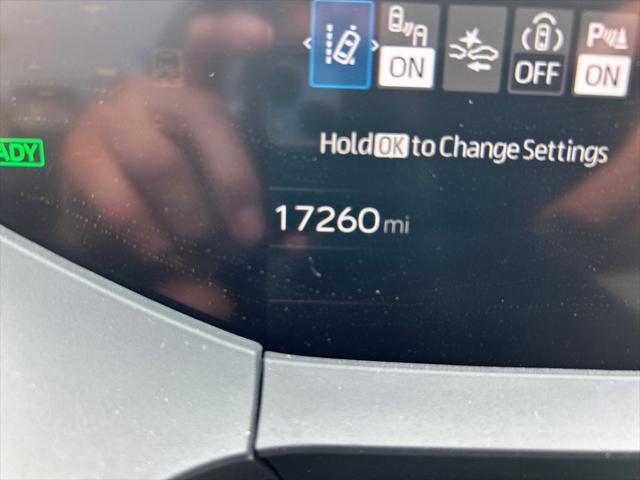 A
ON
OFF
P
ON
Hold OK to Change Settings
17260 mi